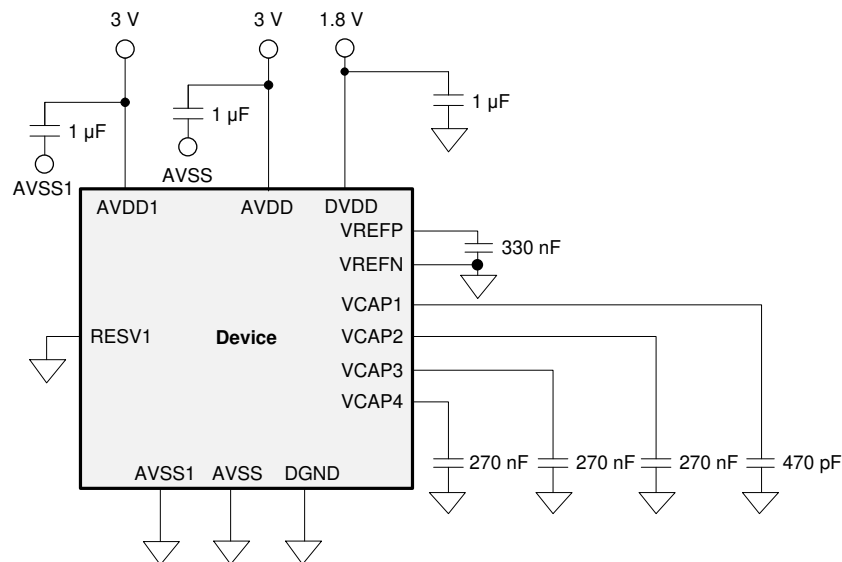 3 V 3 V 1.8 V
1 µF 1 µF 1 µF
AVSS1 AVSS
AVDD1 AVDD DVDD
VREFP
330 nF
VREFN
VCAP1
RESV1 Device VCAP2
VCAP3
VCAP4
270 nF 270 nF 270 nF 470 pF
AVSS1 AVSS DGND